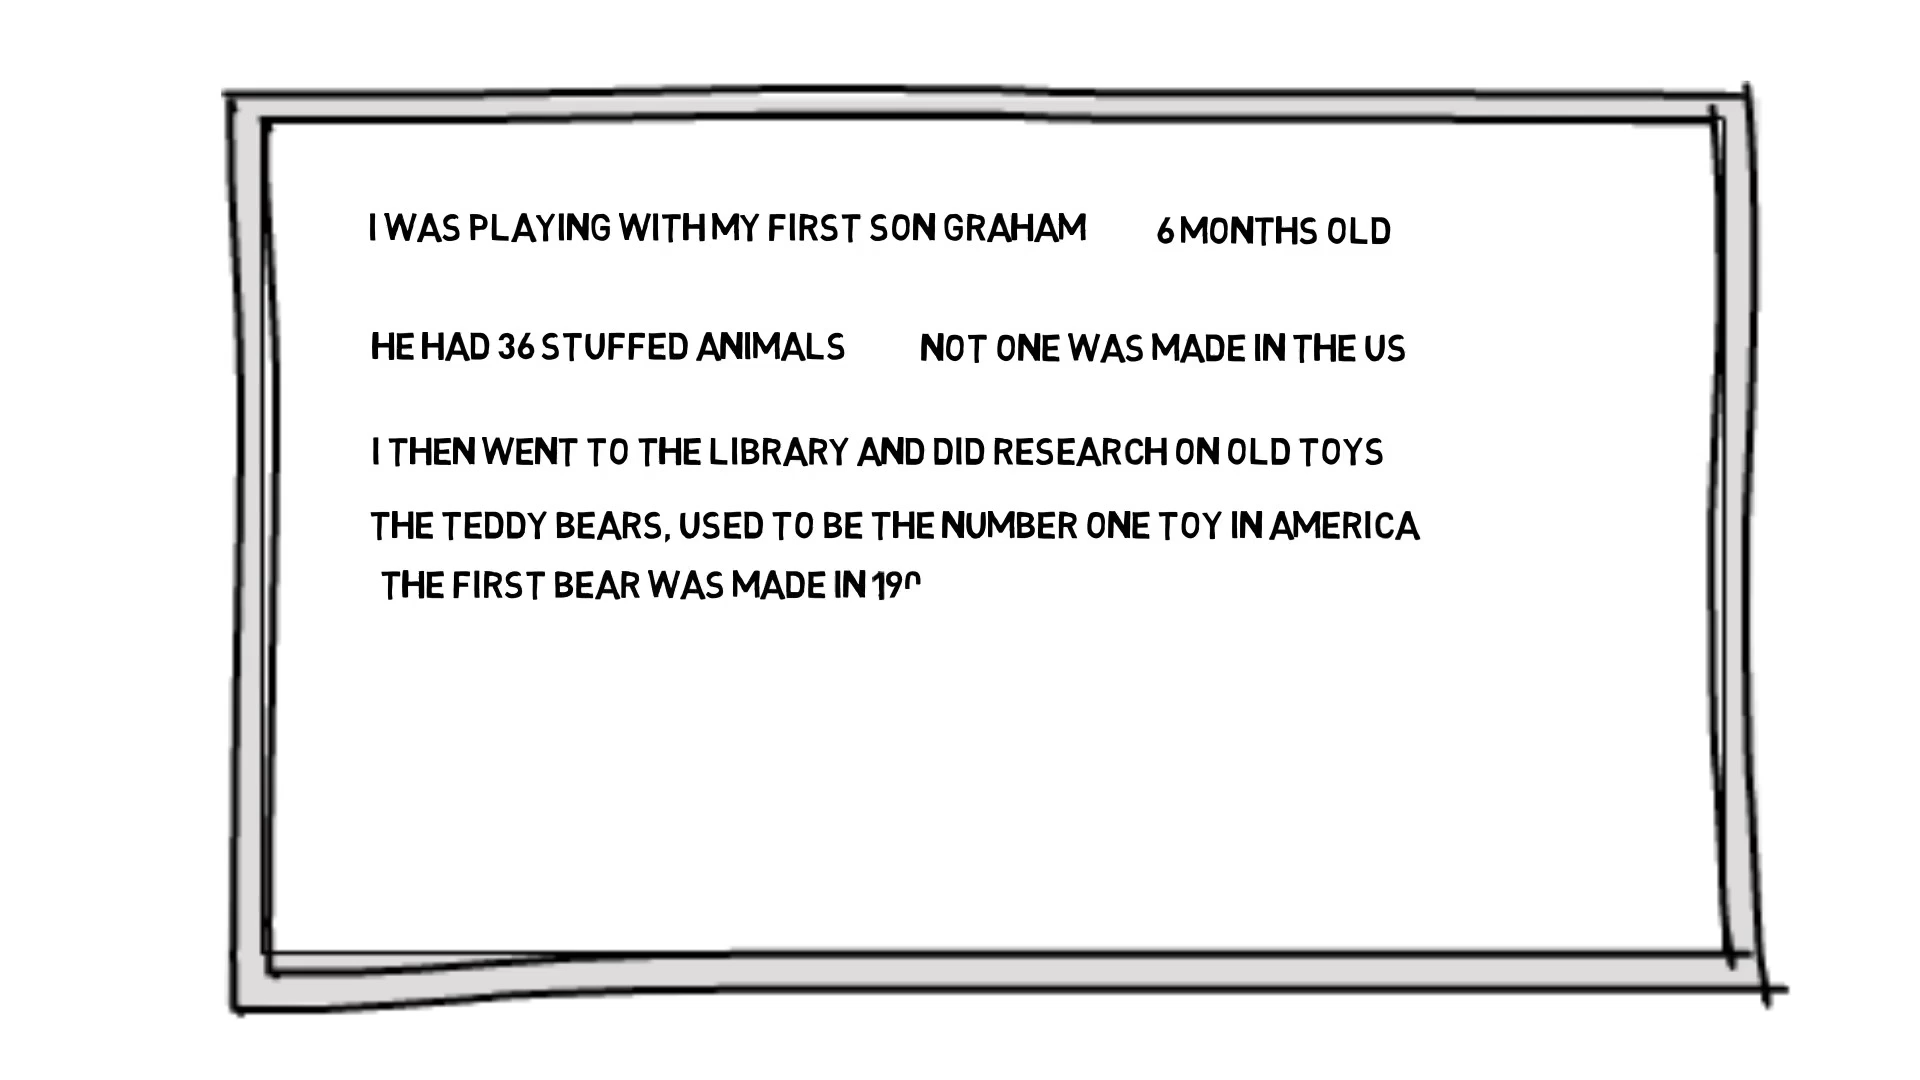 I WAS PLAYING WITH MY FIRST SON GRAHAM 6 MONTHS OLD
HE HAD 36 STUFFED ANIMALS NOT ONE WAS MADE IN THE US
I THEN WENT TO THE LIBRARY AND DID RESEARCH ON OLD TOYS
THE TEDDY BEARS, USED TO BE THE NUMBER ONE TOY IN AMERICA
THE FIRST BEAR WAS MADE IN